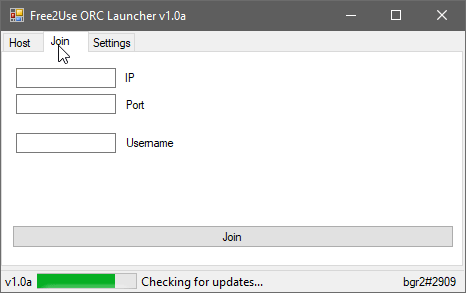 Free2Use ORC Launcher v1.0a
Host Join Settings
IP
Port
Username
Join
v1.0a Checking for updates... bgr2#2909